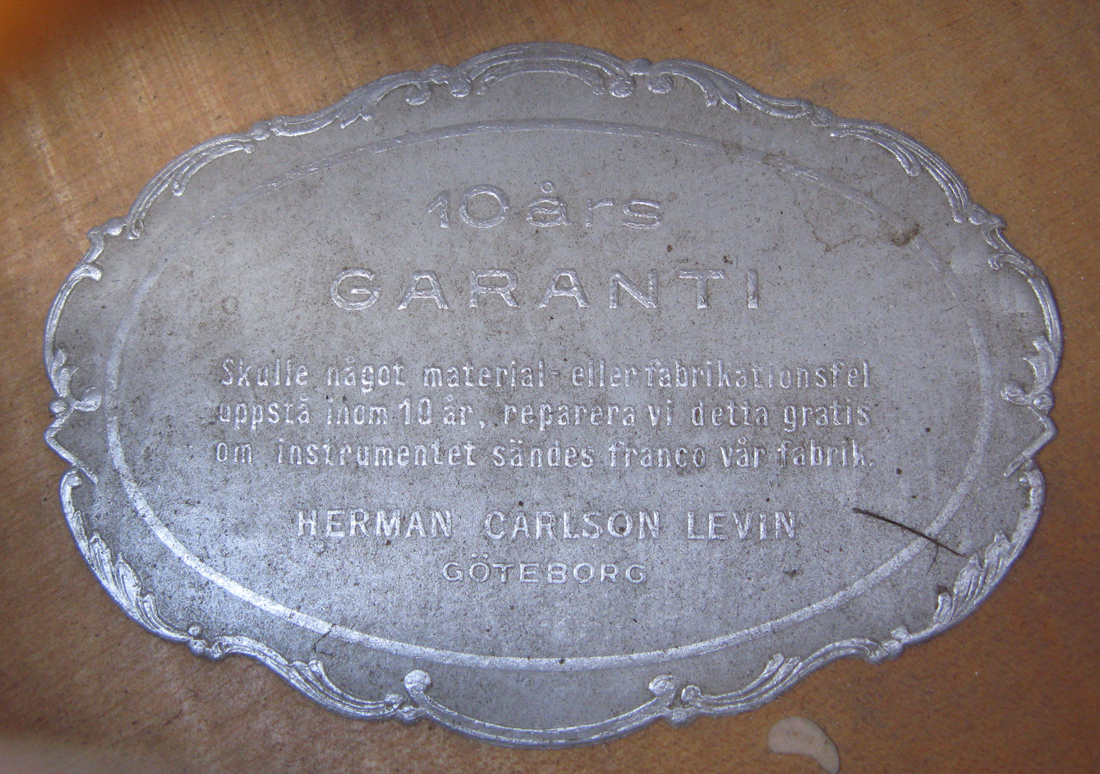 10 års
GARANTI
Skulle något material- eller fabrikationsfel
uppstå inom 10 år, reparera vi detta gratis
om instrumentet sändes franco vår fabrik.
HERMAN CARLSON LEVIN
GÖTEBORG